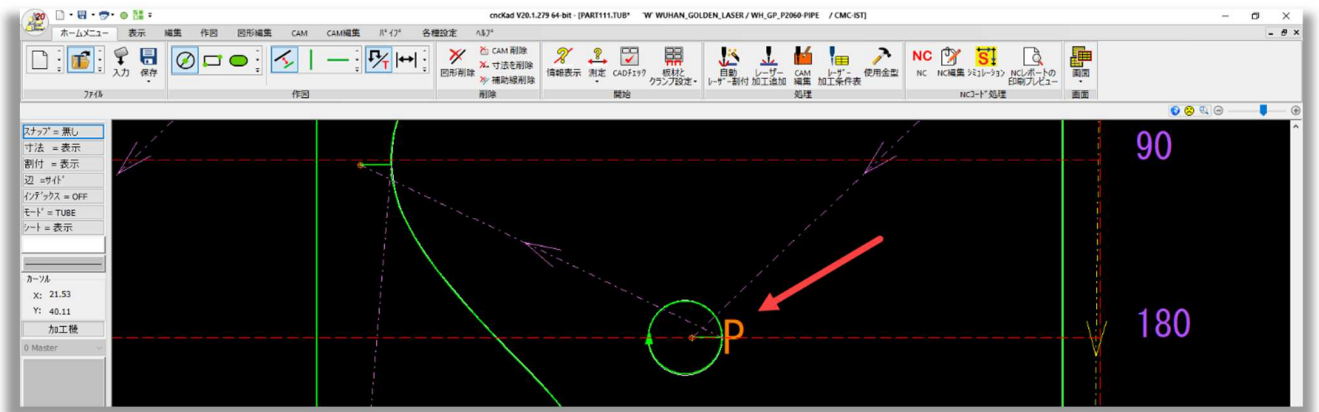 cncKad V20.1.279 64-bit - [PART111.TUB* 'W' WUHAN_GOLDEN_LASER / WH_GP_P2060-PIPE / CMC-IST]
ホームメニュー 表示 編集 作図 図形編集 CAM CAM編集 ﾊﾟｲﾌﾟ 各種設定 ﾍﾙﾌﾟ
入力 保存
ファイル
作図
図形削除
CAM 削除
寸法を削除
補助線削除
削除
情報表示 測定 CADチェック 板材と クランプ設定
開始
自動 レーザー割付
レーザー 加工追加
CAM 編集
レーザー 加工条件表
使用金型
処理
NC NC編集 シミュレーション NCレポートの 印刷プレビュー
NCコード処理
画面
画面
スナップ = 無し
寸法 = 表示
割付 = 表示
辺 =サイド
インデックス = OFF
モード = TUBE
シート = 表示
カーソル
X: 21.53
Y: 40.11
加工機
0 Master
90
P
180